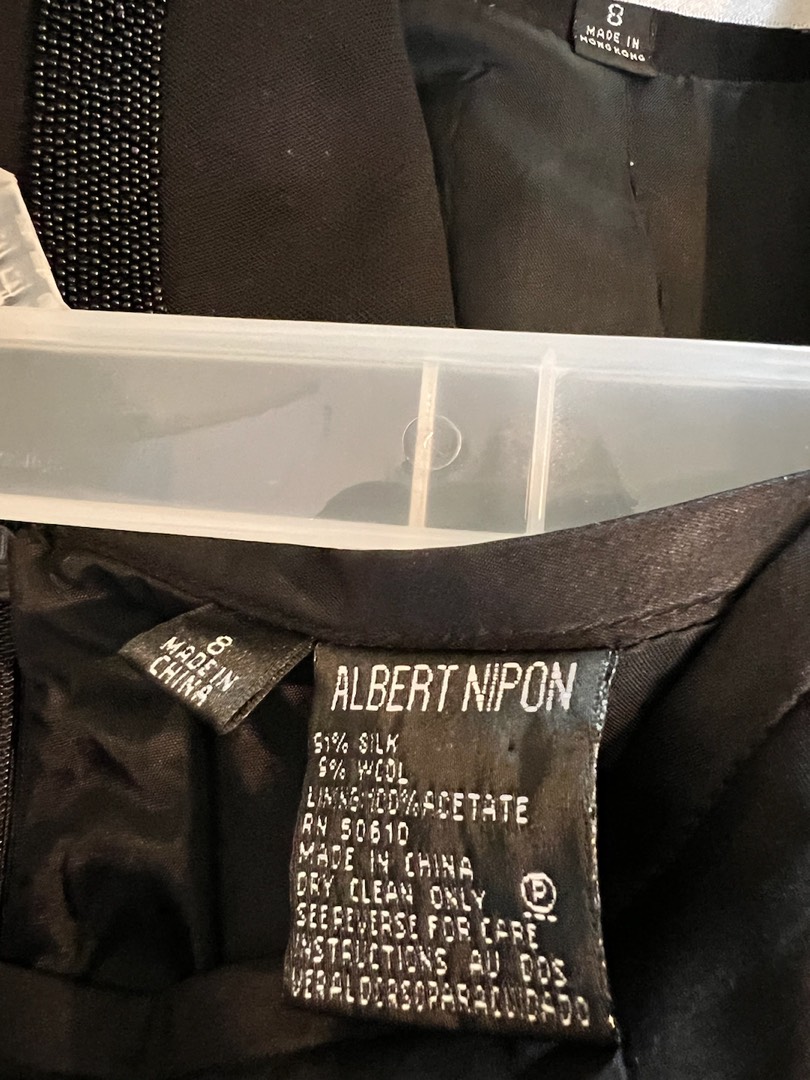 8
MADE IN
HONG KONG
8
MADE IN
CHINA
ALBERT NIPON
51% SILK
WOOL
LINING 100% ACETATE
RN 50610
MADE IN CHINA
DRY CLEAN ONLY P
SEE REVERSE FOR CARE
INSTRUCTIONS AU DOS
VER AL DORSO PARA CUIDADO